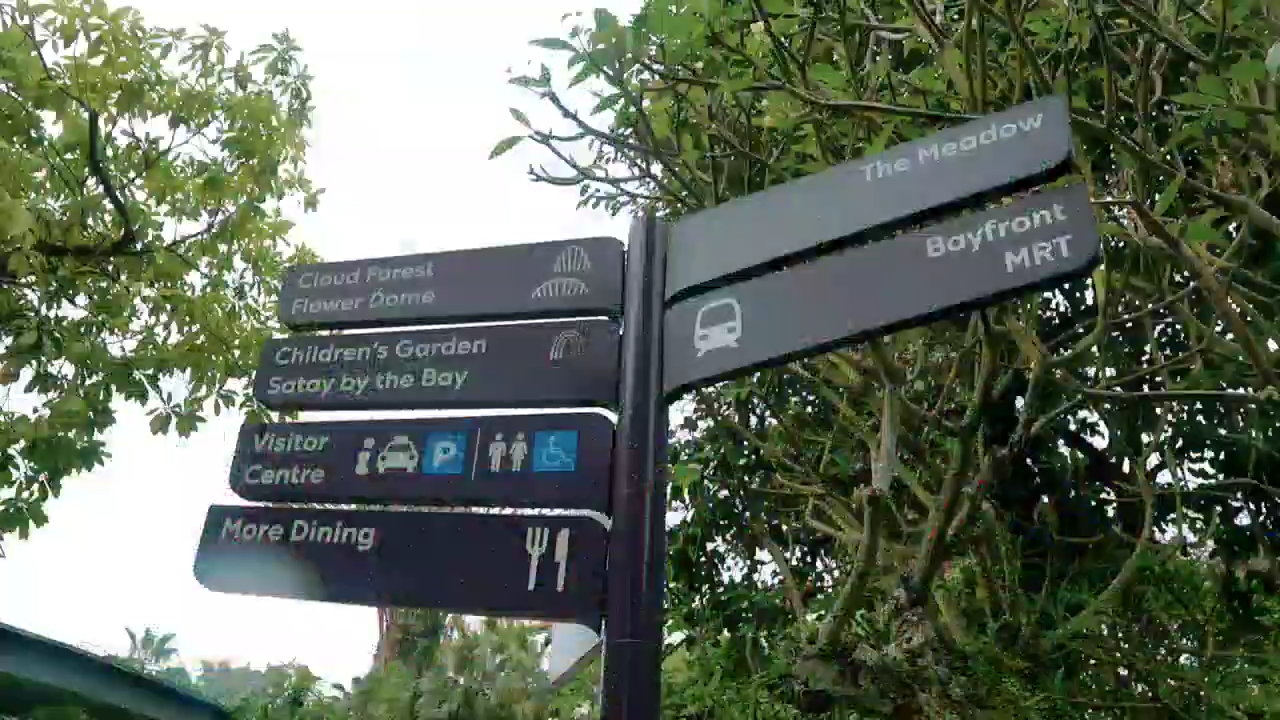 The Meadow
Bayfront
MRT
Cloud Forest
Flower Dome
Children's Garden
Satay by the Bay
Visitor
Centre
P
More Dining